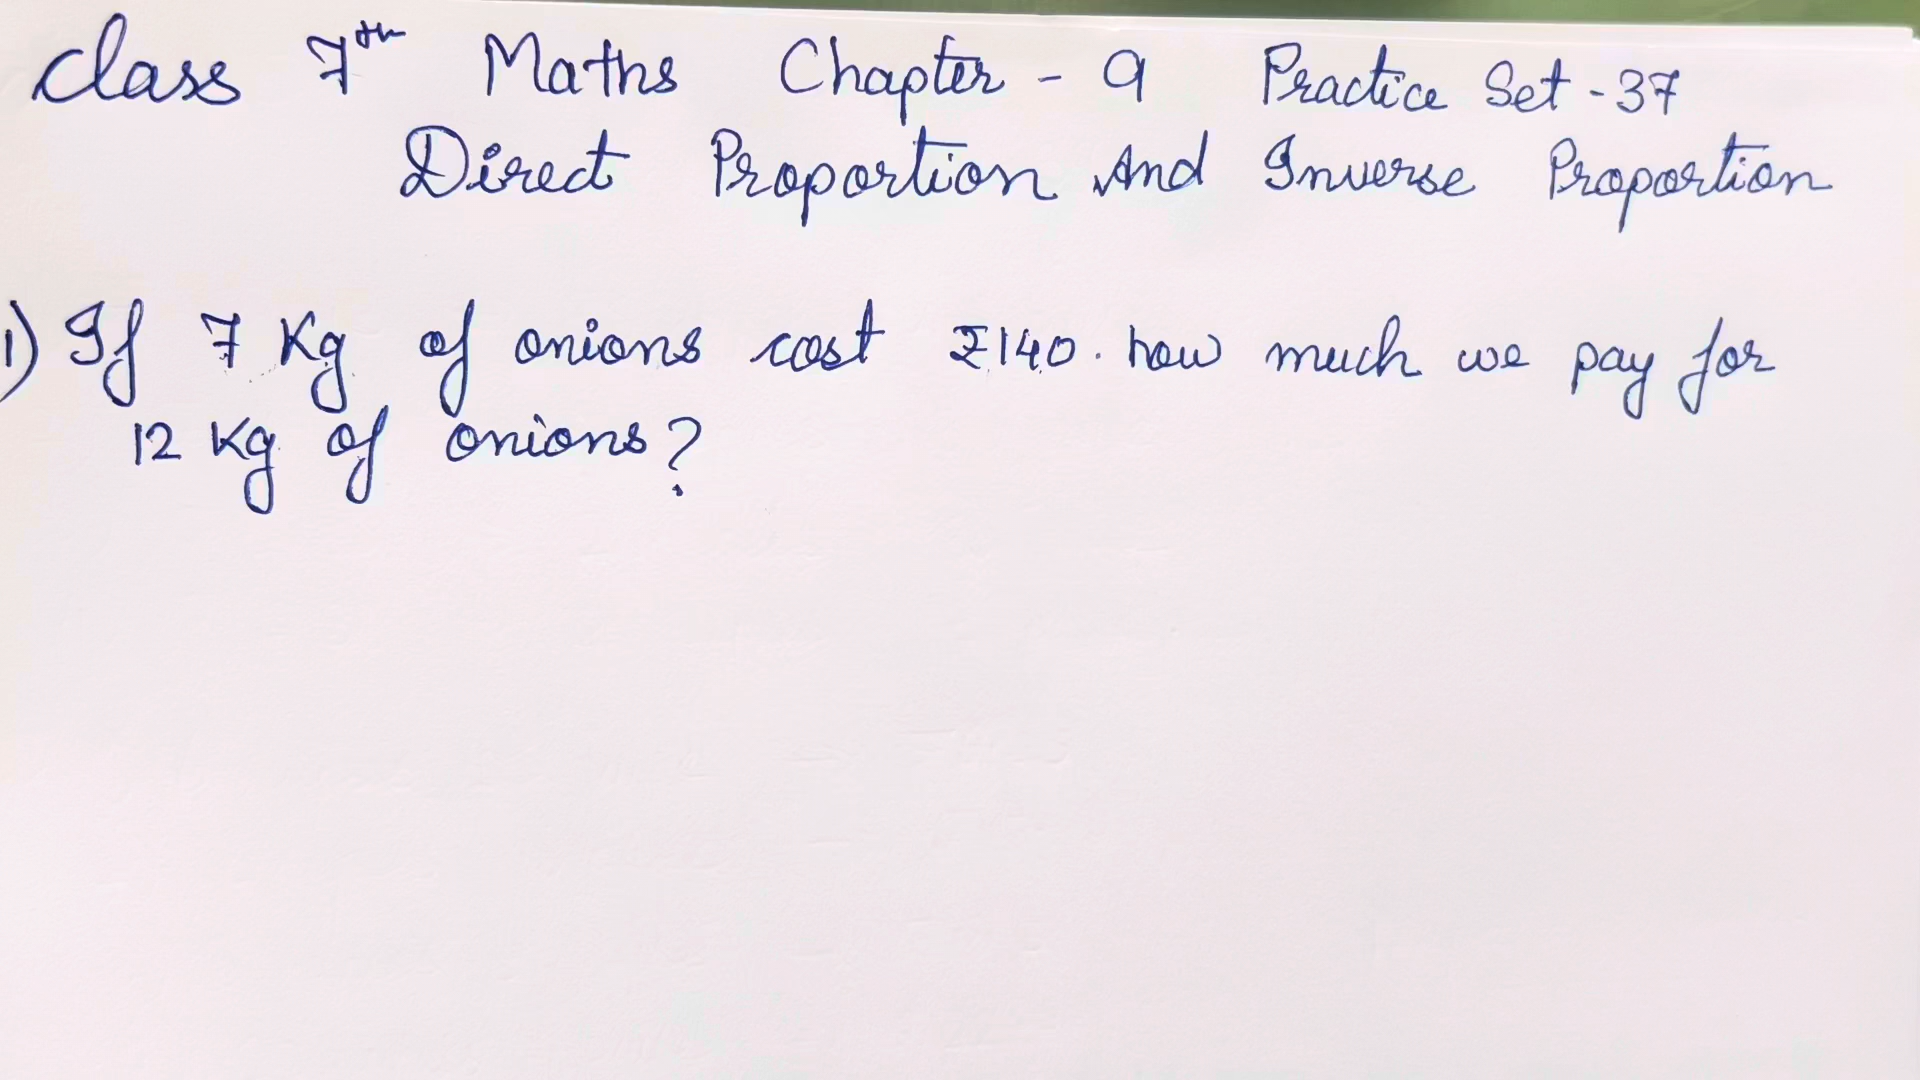 Class 7th Maths Chapter - 9 Practice Set - 37
Direct Proportion And Inverse Proportion
1) If 7 Kg of onions cost ₹140. how much we pay for
12 Kg of onions?